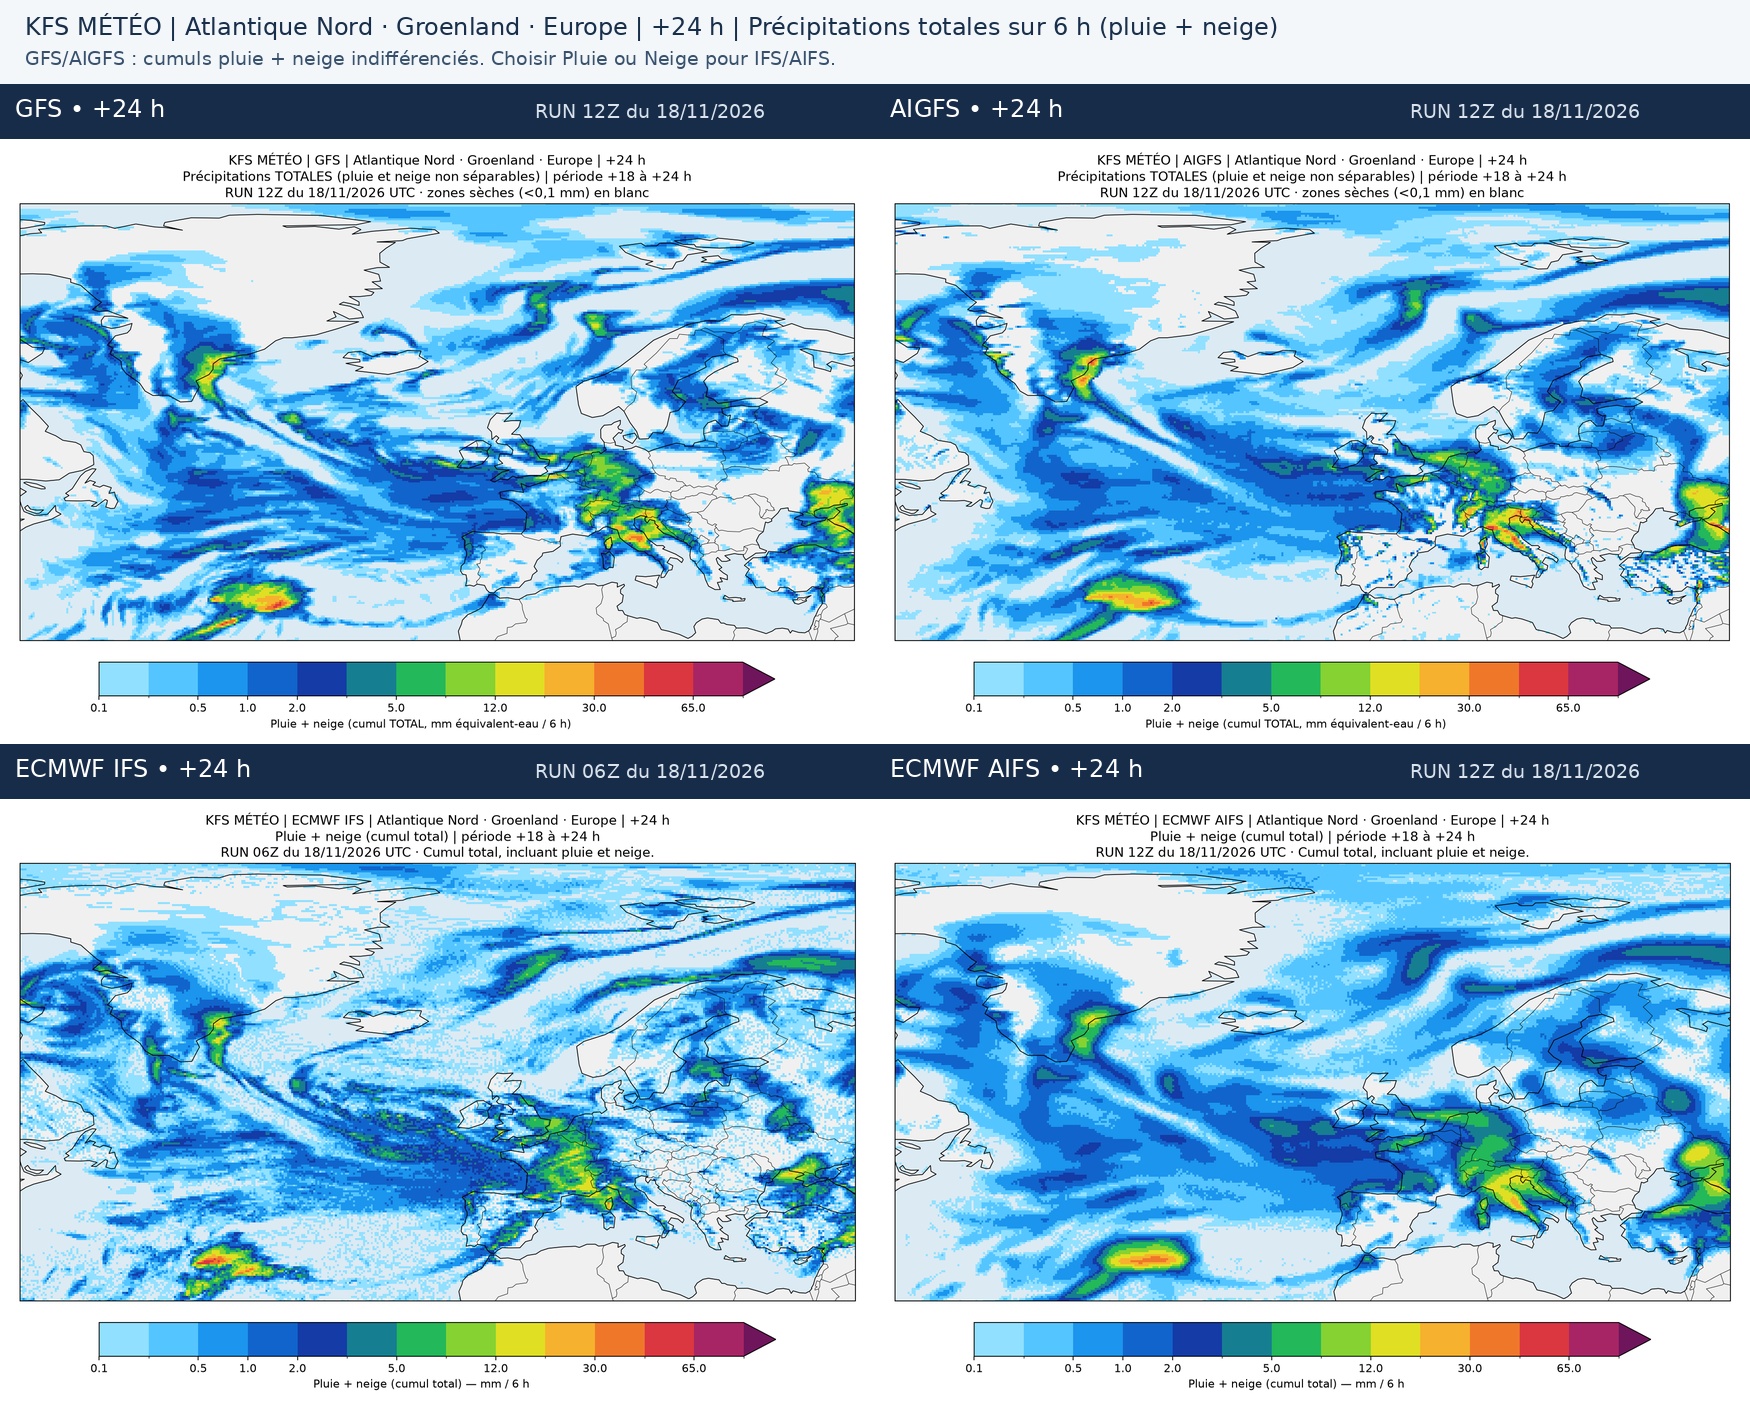 KFS MÉTÉO | Atlantique Nord · Groenland · Europe | +24 h | Précipitations totales sur 6 h (pluie + neige)
GFS/AIGFS : cumuls pluie + neige indifférenciés. Choisir Pluie ou Neige pour IFS/AIFS.
GFS • +24 h
RUN 12Z du 18/11/2026
KFS MÉTÉO | GFS | Atlantique Nord · Groenland · Europe | +24 h
Précipitations TOTALES (pluie et neige non séparables) | période +18 à +24 h
RUN 12Z du 18/11/2026 UTC · zones sèches (<0,1 mm) en blanc
0.1 0.5 1.0 2.0 5.0 12.0 30.0 65.0
Pluie + neige (cumul TOTAL, mm équivalent-eau / 6 h)
AIGFS • +24 h
RUN 12Z du 18/11/2026
KFS MÉTÉO | AIGFS | Atlantique Nord · Groenland · Europe | +24 h
Précipitations TOTALES (pluie et neige non séparables) | période +18 à +24 h
RUN 12Z du 18/11/2026 UTC · zones sèches (<0,1 mm) en blanc
0.1 0.5 1.0 2.0 5.0 12.0 30.0 65.0
Pluie + neige (cumul TOTAL, mm équivalent-eau / 6 h)
ECMWF IFS • +24 h
RUN 06Z du 18/11/2026
KFS MÉTÉO | ECMWF IFS | Atlantique Nord · Groenland · Europe | +24 h
Pluie + neige (cumul total) | période +18 à +24 h
RUN 06Z du 18/11/2026 UTC · Cumul total, incluant pluie et neige.
0.1 0.5 1.0 2.0 5.0 12.0 30.0 65.0
Pluie + neige (cumul total) — mm / 6 h
ECMWF AIFS • +24 h
RUN 12Z du 18/11/2026
KFS MÉTÉO | ECMWF AIFS | Atlantique Nord · Groenland · Europe | +24 h
Pluie + neige (cumul total) | période +18 à +24 h
RUN 12Z du 18/11/2026 UTC · Cumul total, incluant pluie et neige.
0.1 0.5 1.0 2.0 5.0 12.0 30.0 65.0
Pluie + neige (cumul total) — mm / 6 h